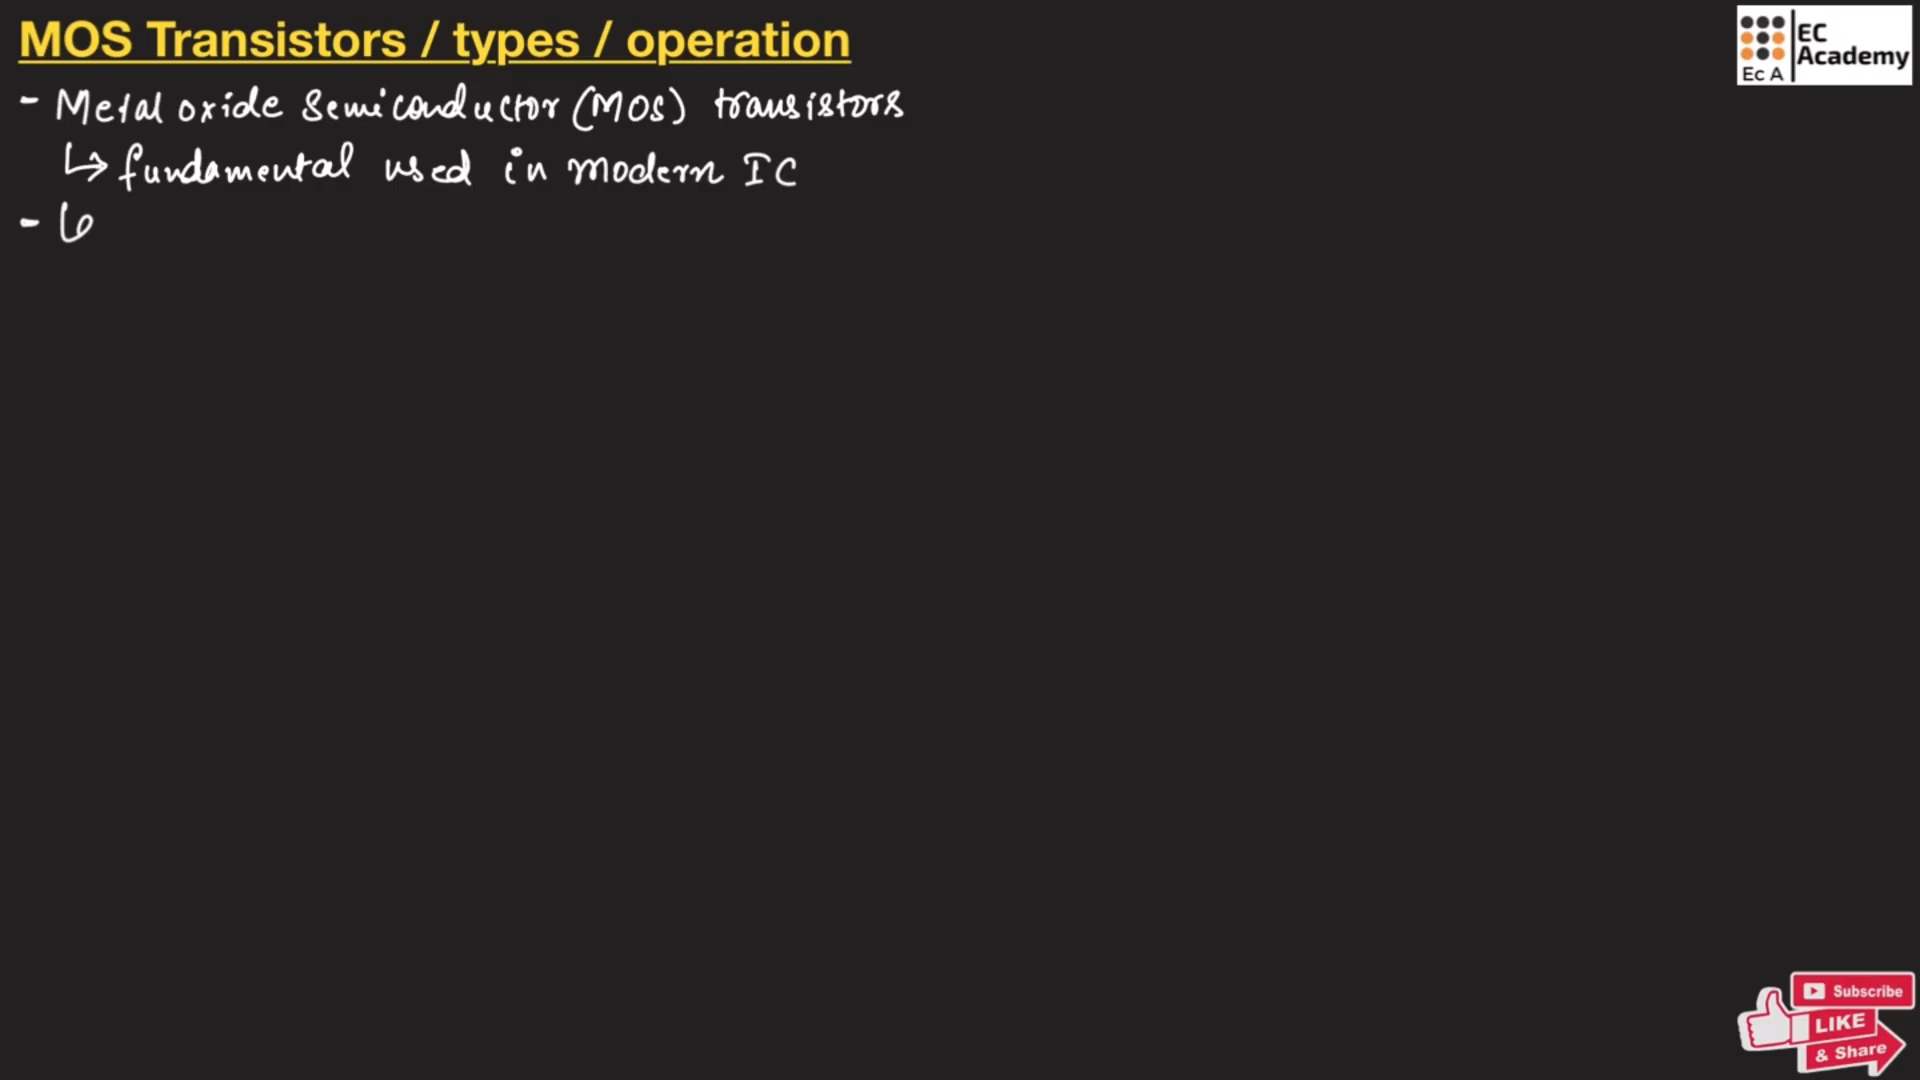 MOS Transistors / types / operation
- Metal oxide semiconductor (MOS) transistors
↳ fundamental used in modern IC
-
EC
Academy
Ec A
Subscribe
LIKE
& Share